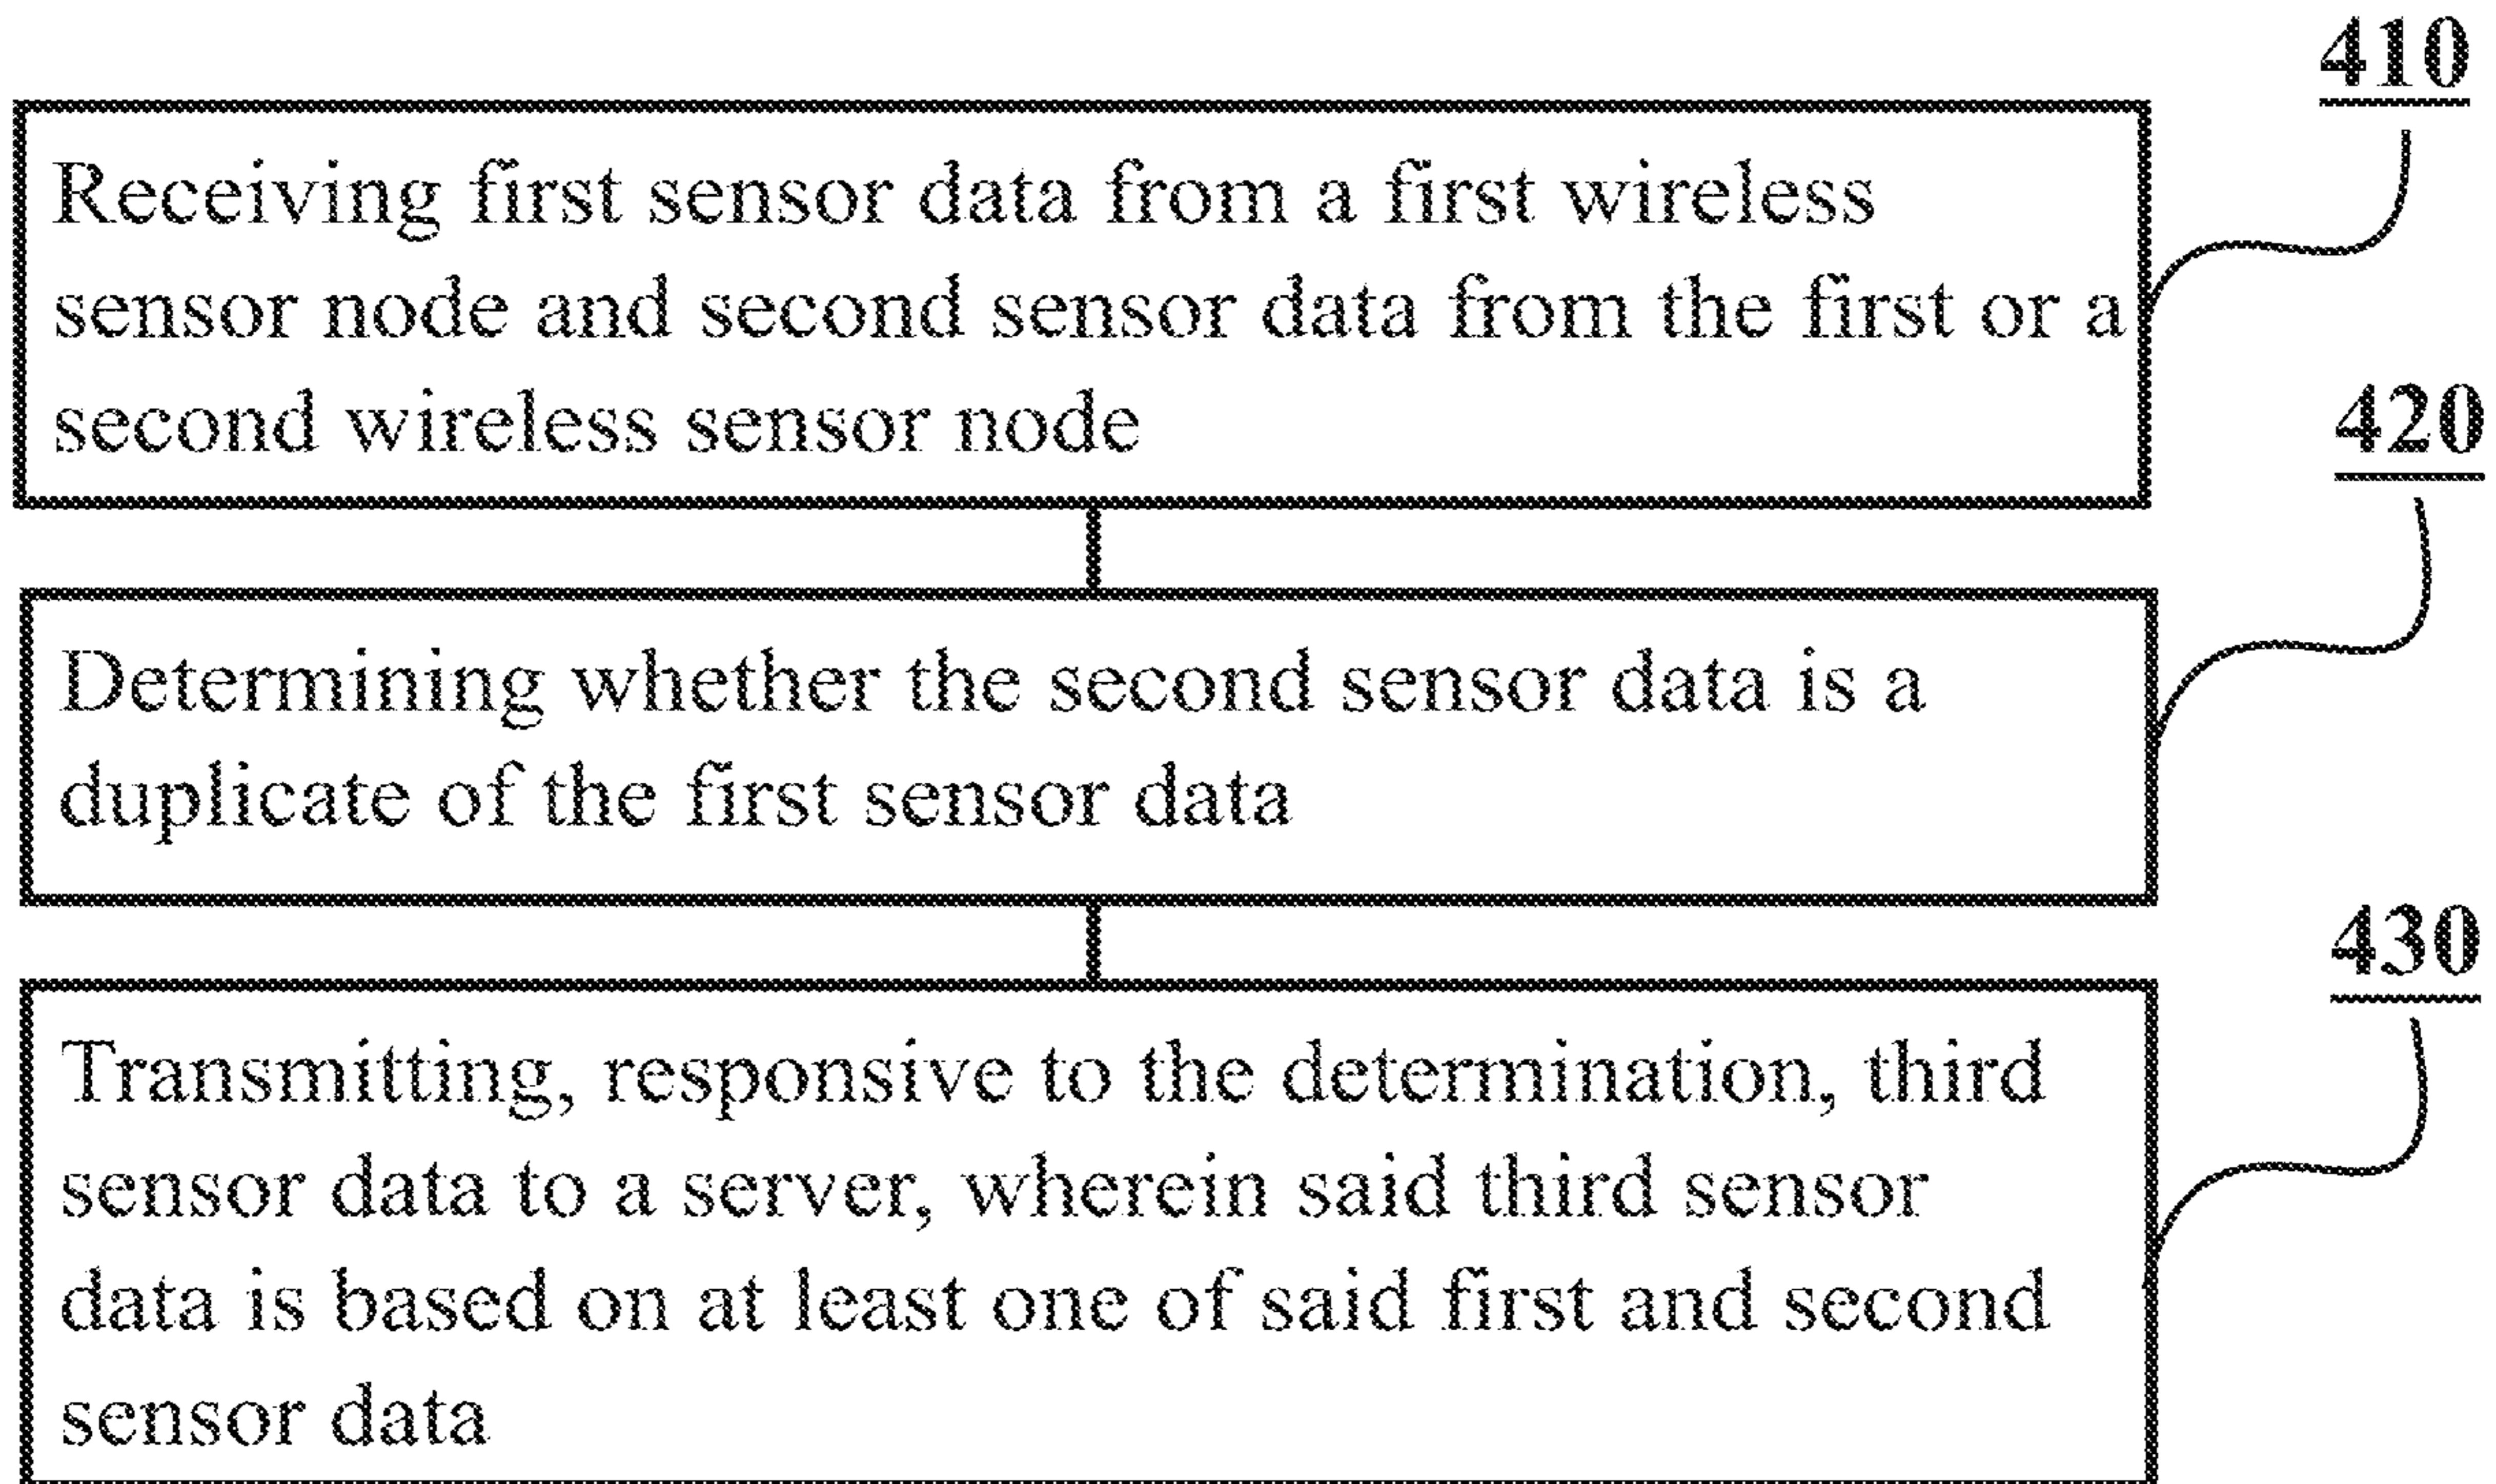 410
Receiving first sensor data from a first wireless
sensor node and second sensor data from the first or a
second wireless sensor node
420
Determining whether the second sensor data is a
duplicate of the first sensor data
430
Transmitting, responsive to the determination, third
sensor data to a server, wherein said third sensor
data is based on at least one of said first and second
sensor data